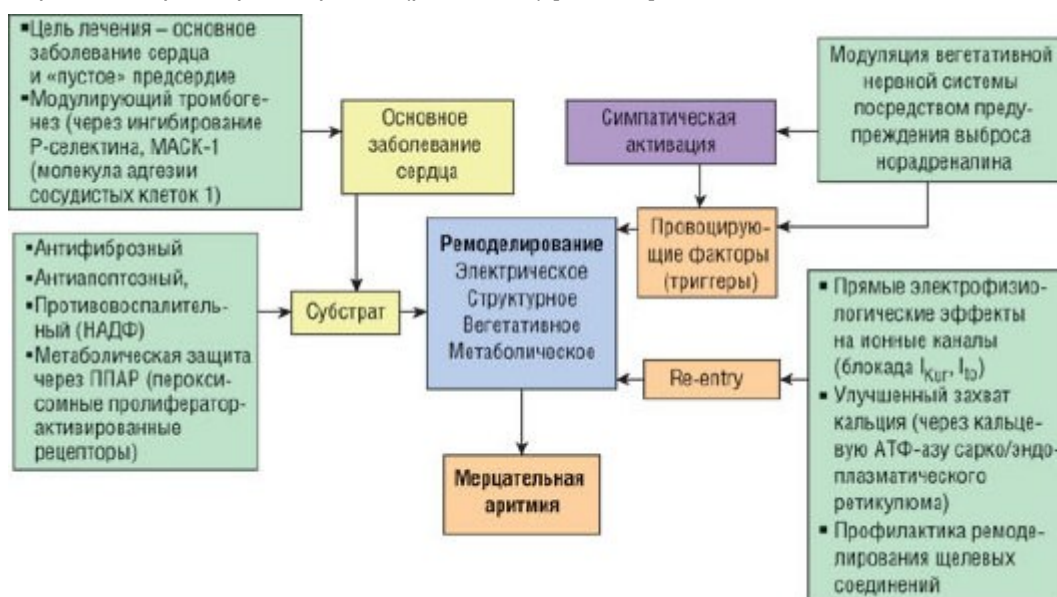 ▪Цель лечения – основное
заболевание сердца
и «пустое» предсердие
▪Модулирующий тромбоге-
нез (через ингибирование
Р-селектина, МАСК-1
(молекула адгезии
сосудистых клеток 1)
Основное
заболевание
сердца
Симпатическая
активация
Модуляция вегетативной
нервной системы
посредством преду-
преждения выброса
норадреналина
▪Антифиброзный
▪Антиапоптозный,
▪Противовоспалитель-
ный (НАДФ)
▪Метаболическая защита
через ППАР (перокси-
сомные пролифератор-
активированные
рецепторы)
Субстрат
Ремоделирование
Электрическое
Структурное
Вегетативное
Метаболическое
Провоцирую-
щие факторы
(триггеры)
Re-entry
▪ Прямые электрофизио-
логические эффекты
на ионные каналы
(блокада IKur, Ito)
▪ Улучшенный захват
кальция (через кальце-
вую АТФ-азу сарко/эндо-
плазматического
ретикулюма)
▪ Профилактика ремоде-
лирования щелевых
соединений
Мерцательная
аритмия